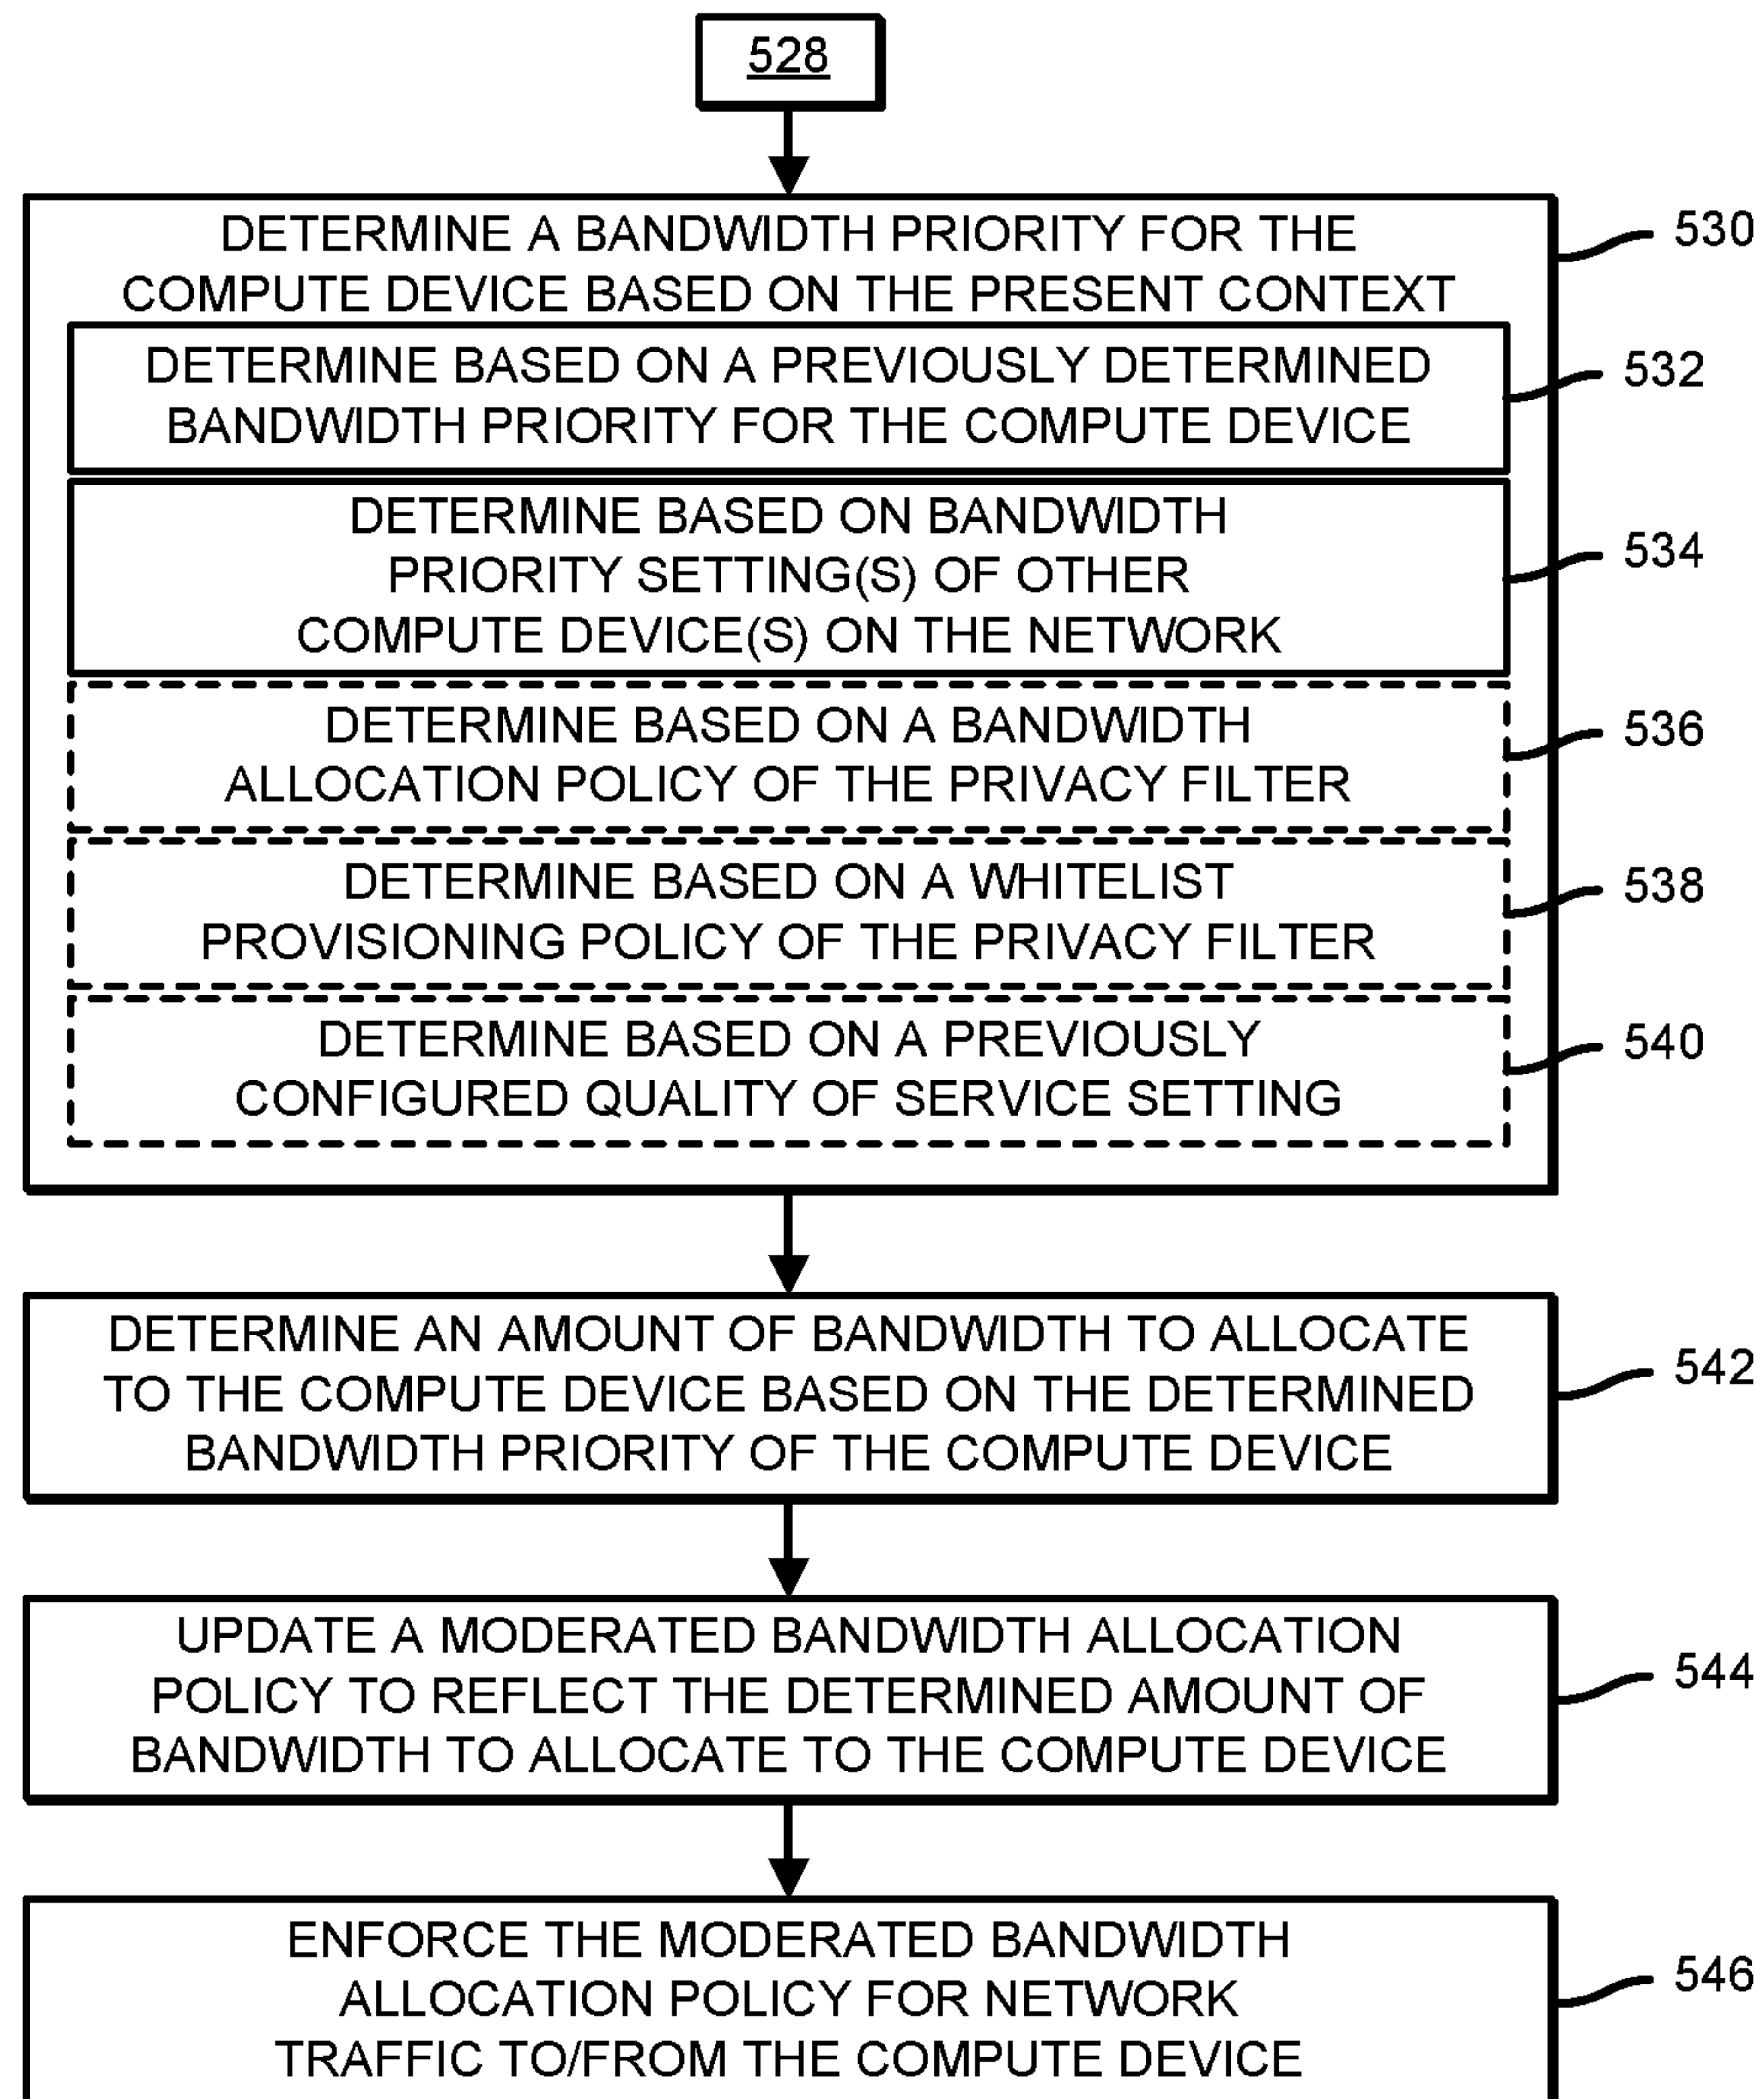 528
DETERMINE A BANDWIDTH PRIORITY FOR THE
COMPUTE DEVICE BASED ON THE PRESENT CONTEXT
530
DETERMINE BASED ON A PREVIOUSLY DETERMINED
BANDWIDTH PRIORITY FOR THE COMPUTE DEVICE
532
DETERMINE BASED ON BANDWIDTH
PRIORITY SETTING(S) OF OTHER
COMPUTE DEVICE(S) ON THE NETWORK
534
DETERMINE BASED ON A BANDWIDTH
ALLOCATION POLICY OF THE PRIVACY FILTER
536
DETERMINE BASED ON A WHITELIST
PROVISIONING POLICY OF THE PRIVACY FILTER
538
DETERMINE BASED ON A PREVIOUSLY
CONFIGURED QUALITY OF SERVICE SETTING
540
DETERMINE AN AMOUNT OF BANDWIDTH TO ALLOCATE
TO THE COMPUTE DEVICE BASED ON THE DETERMINED
BANDWIDTH PRIORITY OF THE COMPUTE DEVICE
542
UPDATE A MODERATED BANDWIDTH ALLOCATION
POLICY TO REFLECT THE DETERMINED AMOUNT OF
BANDWIDTH TO ALLOCATE TO THE COMPUTE DEVICE
544
ENFORCE THE MODERATED BANDWIDTH
ALLOCATION POLICY FOR NETWORK
TRAFFIC TO/FROM THE COMPUTE DEVICE
546